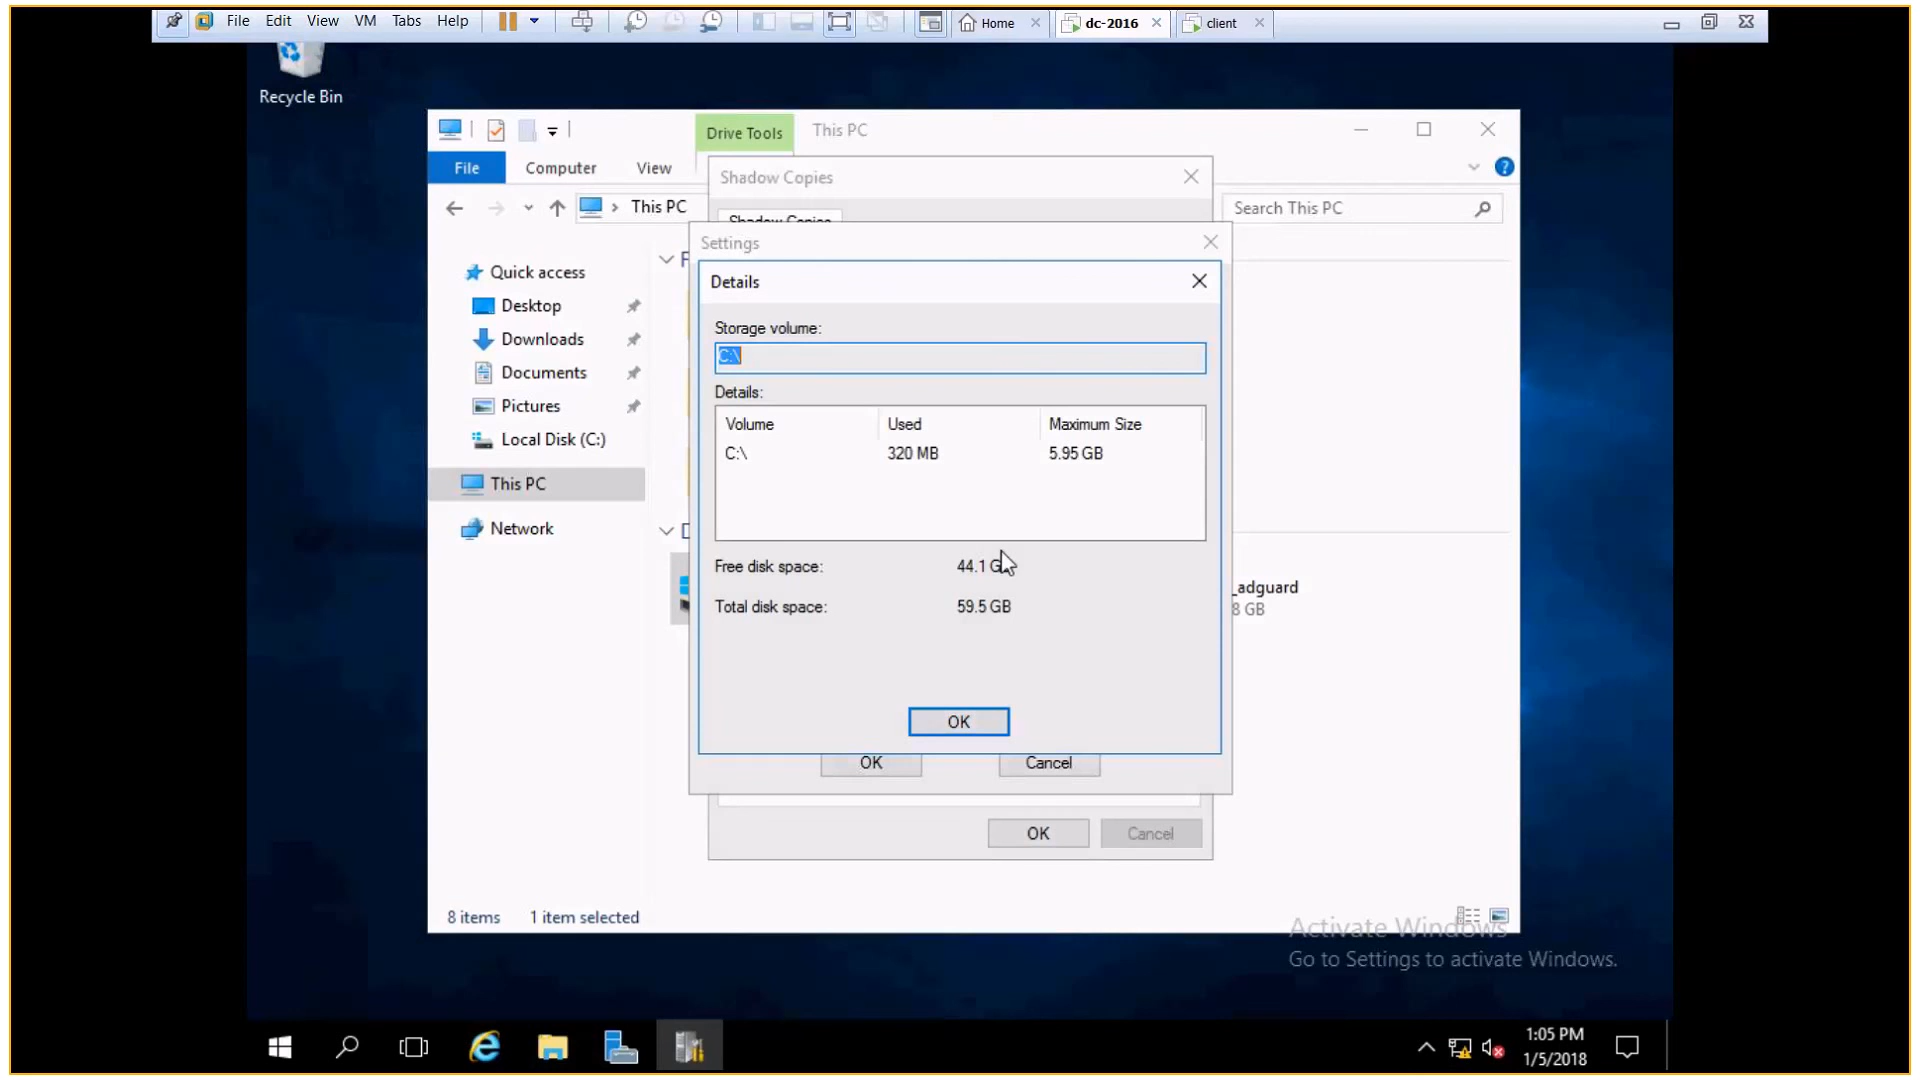 File Edit View VM Tabs Help
Home
dc-2016
client
Recycle Bin
Drive Tools
This PC
File
Computer
View
Shadow Copies
This PC
Search This PC
Shadow Copies
Settings
Details
Quick access
Desktop
Downloads
Documents
Pictures
Local Disk (C:)
This PC
Network
Storage volume:
C:\
Details:
Volume Used Maximum Size
C:\ 320 MB 5.95 GB
Free disk space: 44.1
Total disk space: 59.5 GB
OK
OK Cancel
OK Cancel
_adguard
8 GB
8 items 1 item selected
Activate Windows
Go to Settings to activate Windows.
1:05 PM
1/5/2018